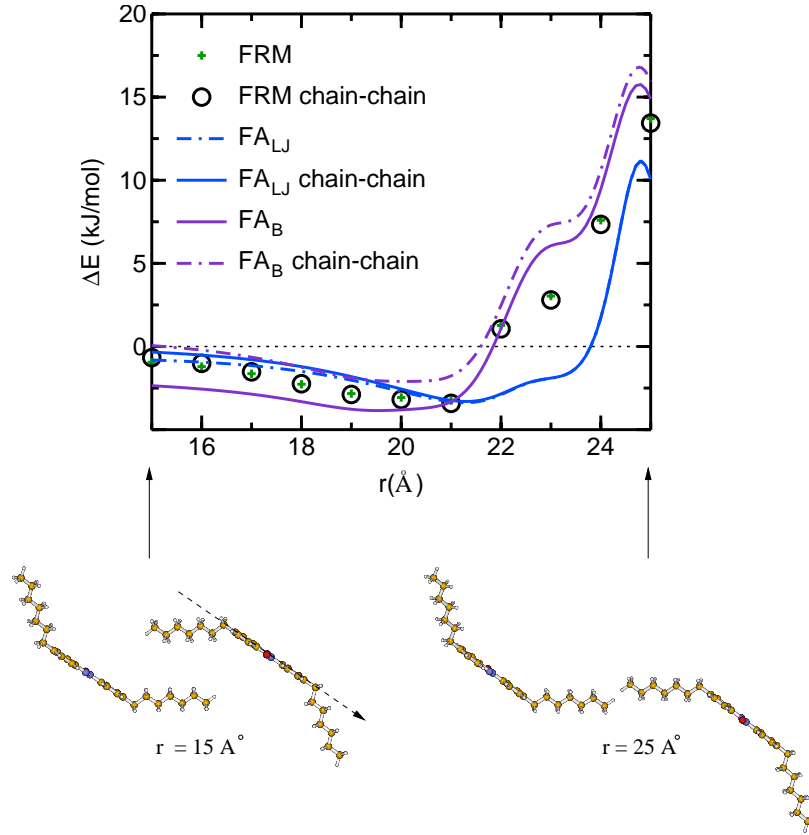 20
15
10
5
0
ΔE (kJ/mol)
FRM
FRM chain-chain
FA_LJ
FA_LJ chain-chain
FA_B
FA_B chain-chain
16 18 20 22 24
r(Å)
r = 15 A°
r = 25 A°